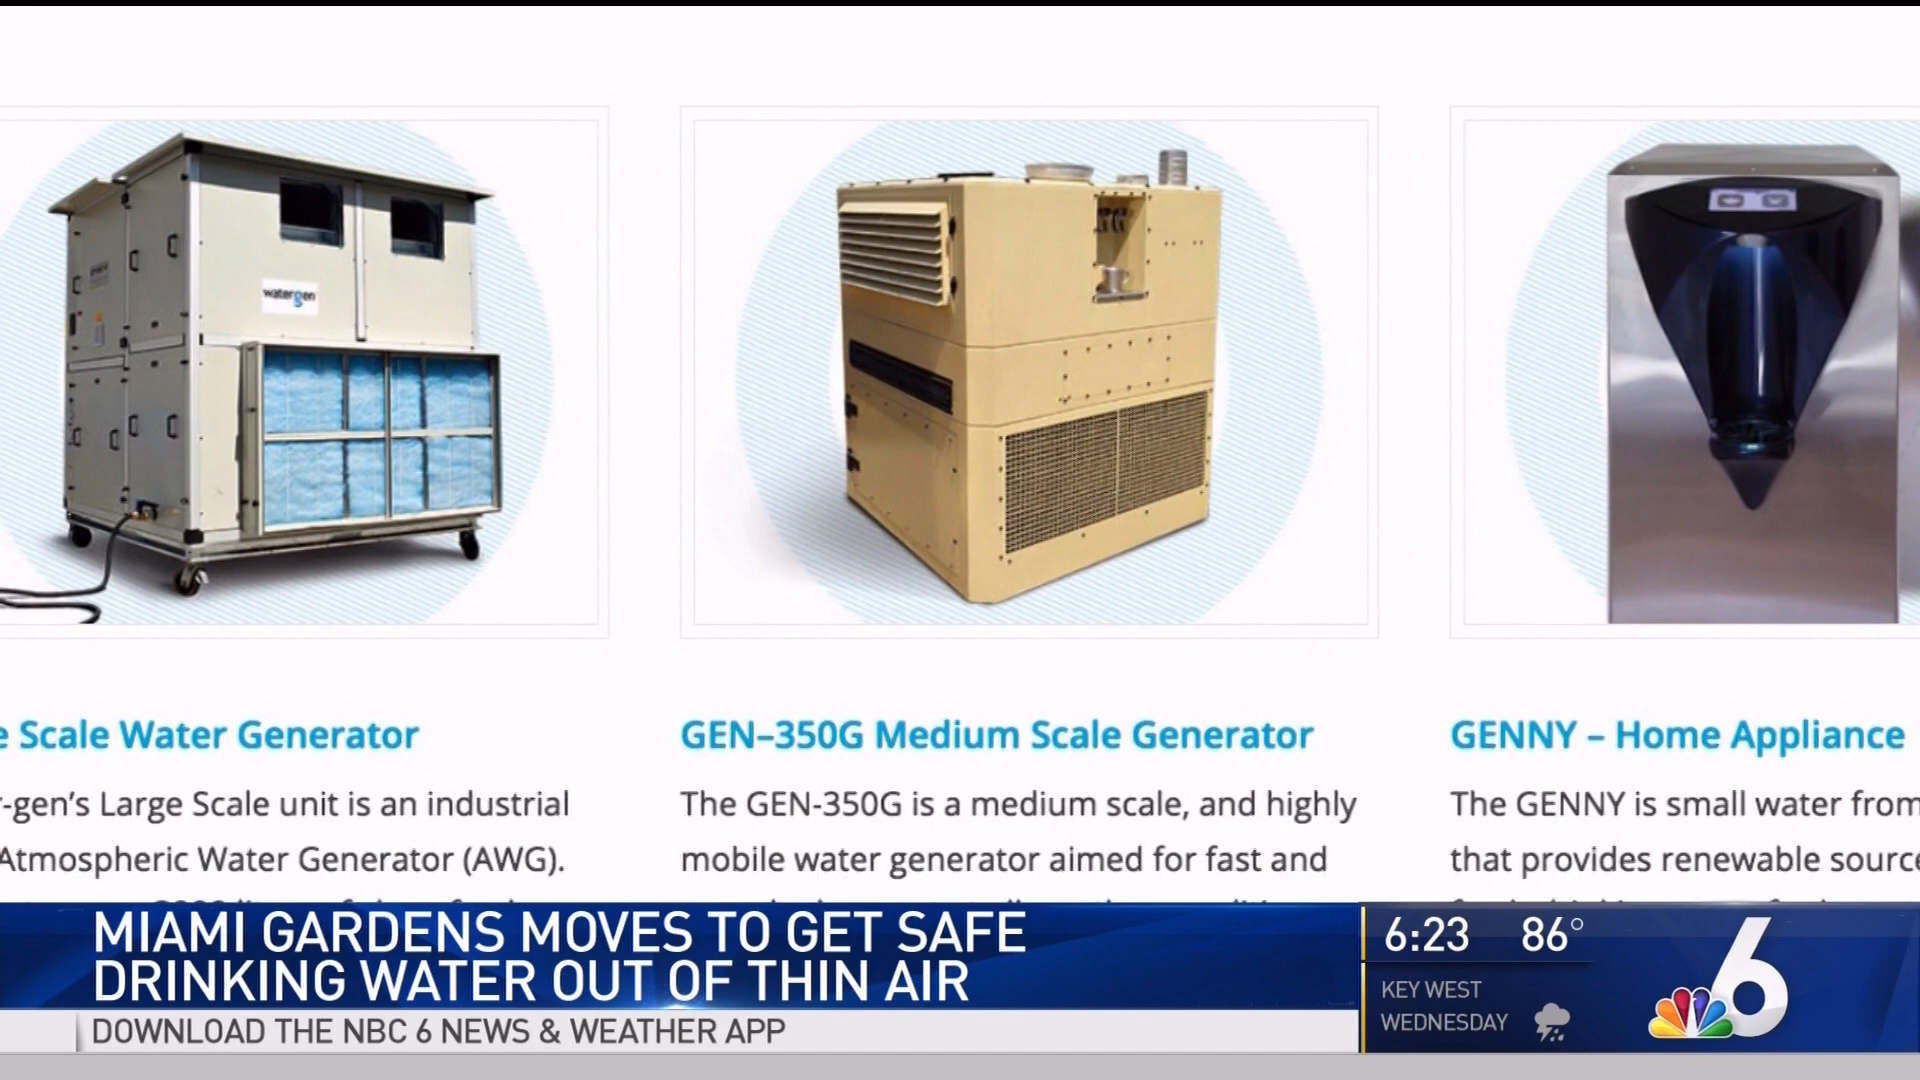 watergen
Scale Water Generator
GEN–350G Medium Scale Generator
GENNY – Home Appliance
-gen's Large Scale unit is an industrial
Atmospheric Water Generator (AWG).
The GEN-350G is a medium scale, and highly
mobile water generator aimed for fast and
The GENNY is small water from
that provides renewable source
MIAMI GARDENS MOVES TO GET SAFE
DRINKING WATER OUT OF THIN AIR
DOWNLOAD THE NBC 6 NEWS & WEATHER APP
6:23 86°
KEY WEST
WEDNESDAY
6